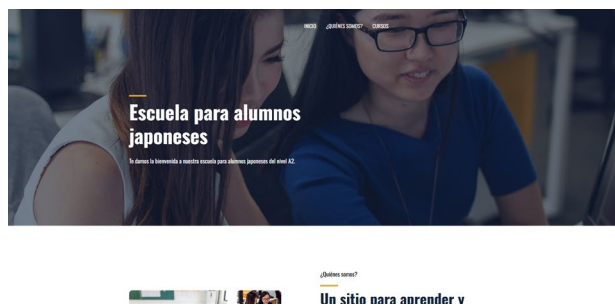 INICIO ¿QUIÉNES SOMOS? CURSOS
Escuela para alumnos
japoneses
Te damos la bienvenida a nuestra escuela para alumnos japoneses del nivel A2.
¿Quiénes somos?
Un sitio para aprender y